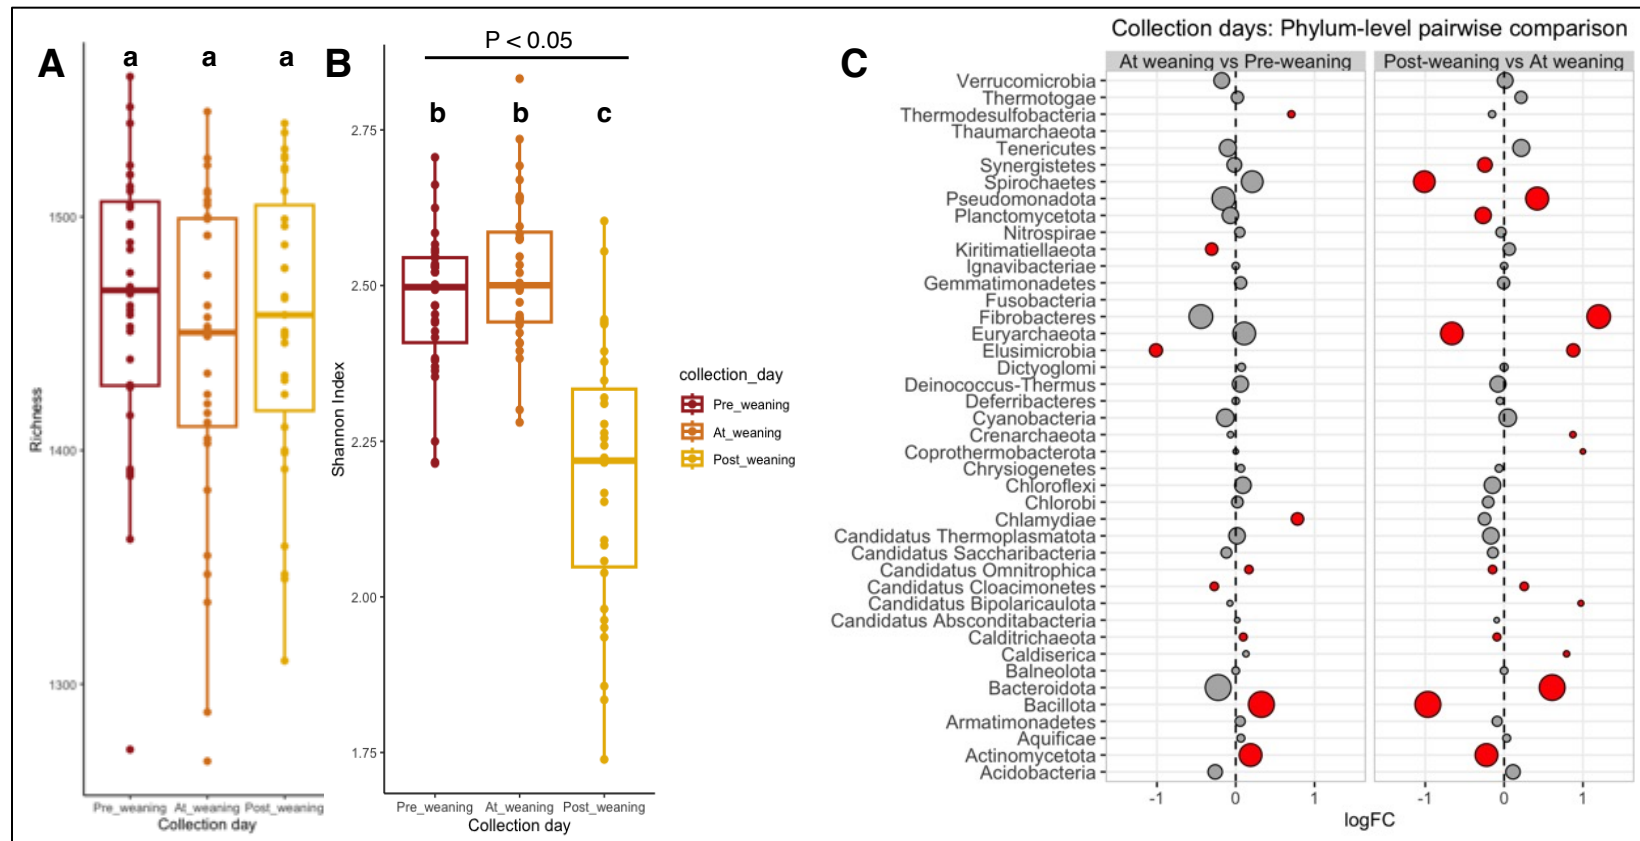 A
a
a
a
Richness
1500
1400
1300
Pre_weaning
At_weaning
Post_weaning
Collection day
B
P < 0.05
b
b
c
Shannon Index
2.75
2.50
2.25
2.00
1.75
Pre_weaning
At_weaning
Post_weaning
Collection day
collection_day
Pre_weaning
At_weaning
Post_weaning
C
Collection days: Phylum-level pairwise comparison
At weaning vs Pre-weaning
Post-weaning vs At weaning
Verrucomicrobia
Thermotogae
Thermodesulfobacteria
Thaumarchaeota
Tenericutes
Synergistetes
Spirochaetes
Pseudomonadota
Planctomycetota
Nitrospirae
Kiritimatiellaeota
Ignavibacteriae
Gemmatimonadetes
Fusobacteria
Fibrobacteres
Euryarchaeota
Elusimicrobia
Dictyoglomi
Deinococcus-Thermus
Deferribacteres
Cyanobacteria
Crenarchaeota
Coprothermobacterota
Chrysiogenetes
Chloroflexi
Chlorobi
Chlamydiae
Candidatus Thermoplasmatota
Candidatus Saccharibacteria
Candidatus Omnitrophica
Candidatus Cloacimonetes
Candidatus Bipolaricaulota
Candidatus Absconditabacteria
Calditrichaeota
Caldiserica
Balneolota
Bacteroidota
Bacillota
Armatimonadetes
Aquificae
Actinomycetota
Acidobacteria
-1
0
1
-1
0
1
logFC